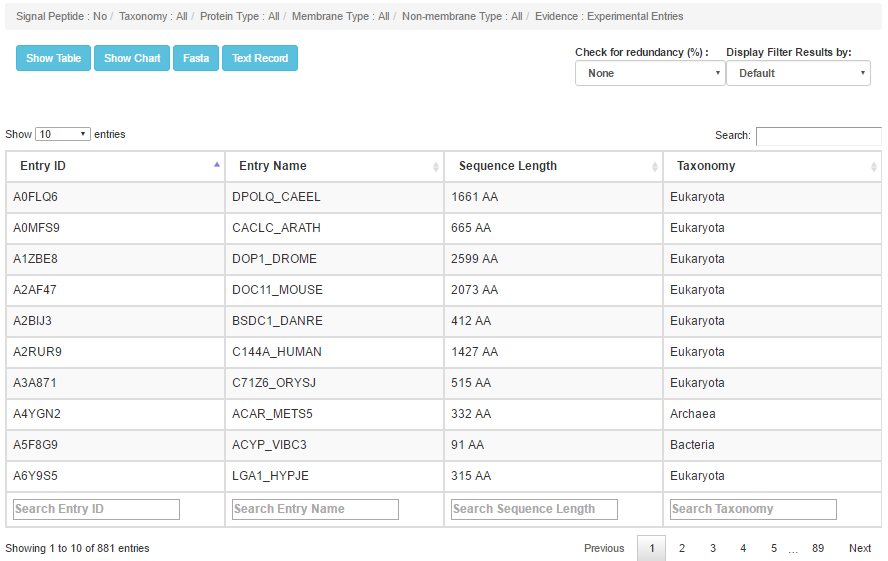 Signal Peptide : No / Taxonomy : All / Protein Type : All / Membrane Type : All / Non-membrane Type : All / Evidence : Experimental Entries
Show Table Show Chart Fasta Text Record
Check for redundancy (%) : Display Filter Results by:
None Default
Show 10 entries Search:
Entry ID Entry Name Sequence Length Taxonomy
A0FLQ6 DPOLQ_CAEEL 1661 AA Eukaryota
A0MFS9 CACLC_ARATH 665 AA Eukaryota
A1ZBE8 DOP1_DROME 2599 AA Eukaryota
A2AF47 DOC11_MOUSE 2073 AA Eukaryota
A2BIJ3 BSDC1_DANRE 412 AA Eukaryota
A2RUR9 C144A_HUMAN 1427 AA Eukaryota
A3A871 C71Z6_ORYSJ 515 AA Eukaryota
A4YGN2 ACAR_METS5 332 AA Archaea
A5F8G9 ACYP_VIBC3 91 AA Bacteria
A6Y9S5 LGA1_HYPJE 315 AA Eukaryota
Search Entry ID Search Entry Name Search Sequence Length Search Taxonomy
Showing 1 to 10 of 881 entries Previous 1 2 3 4 5 ... 89 Next